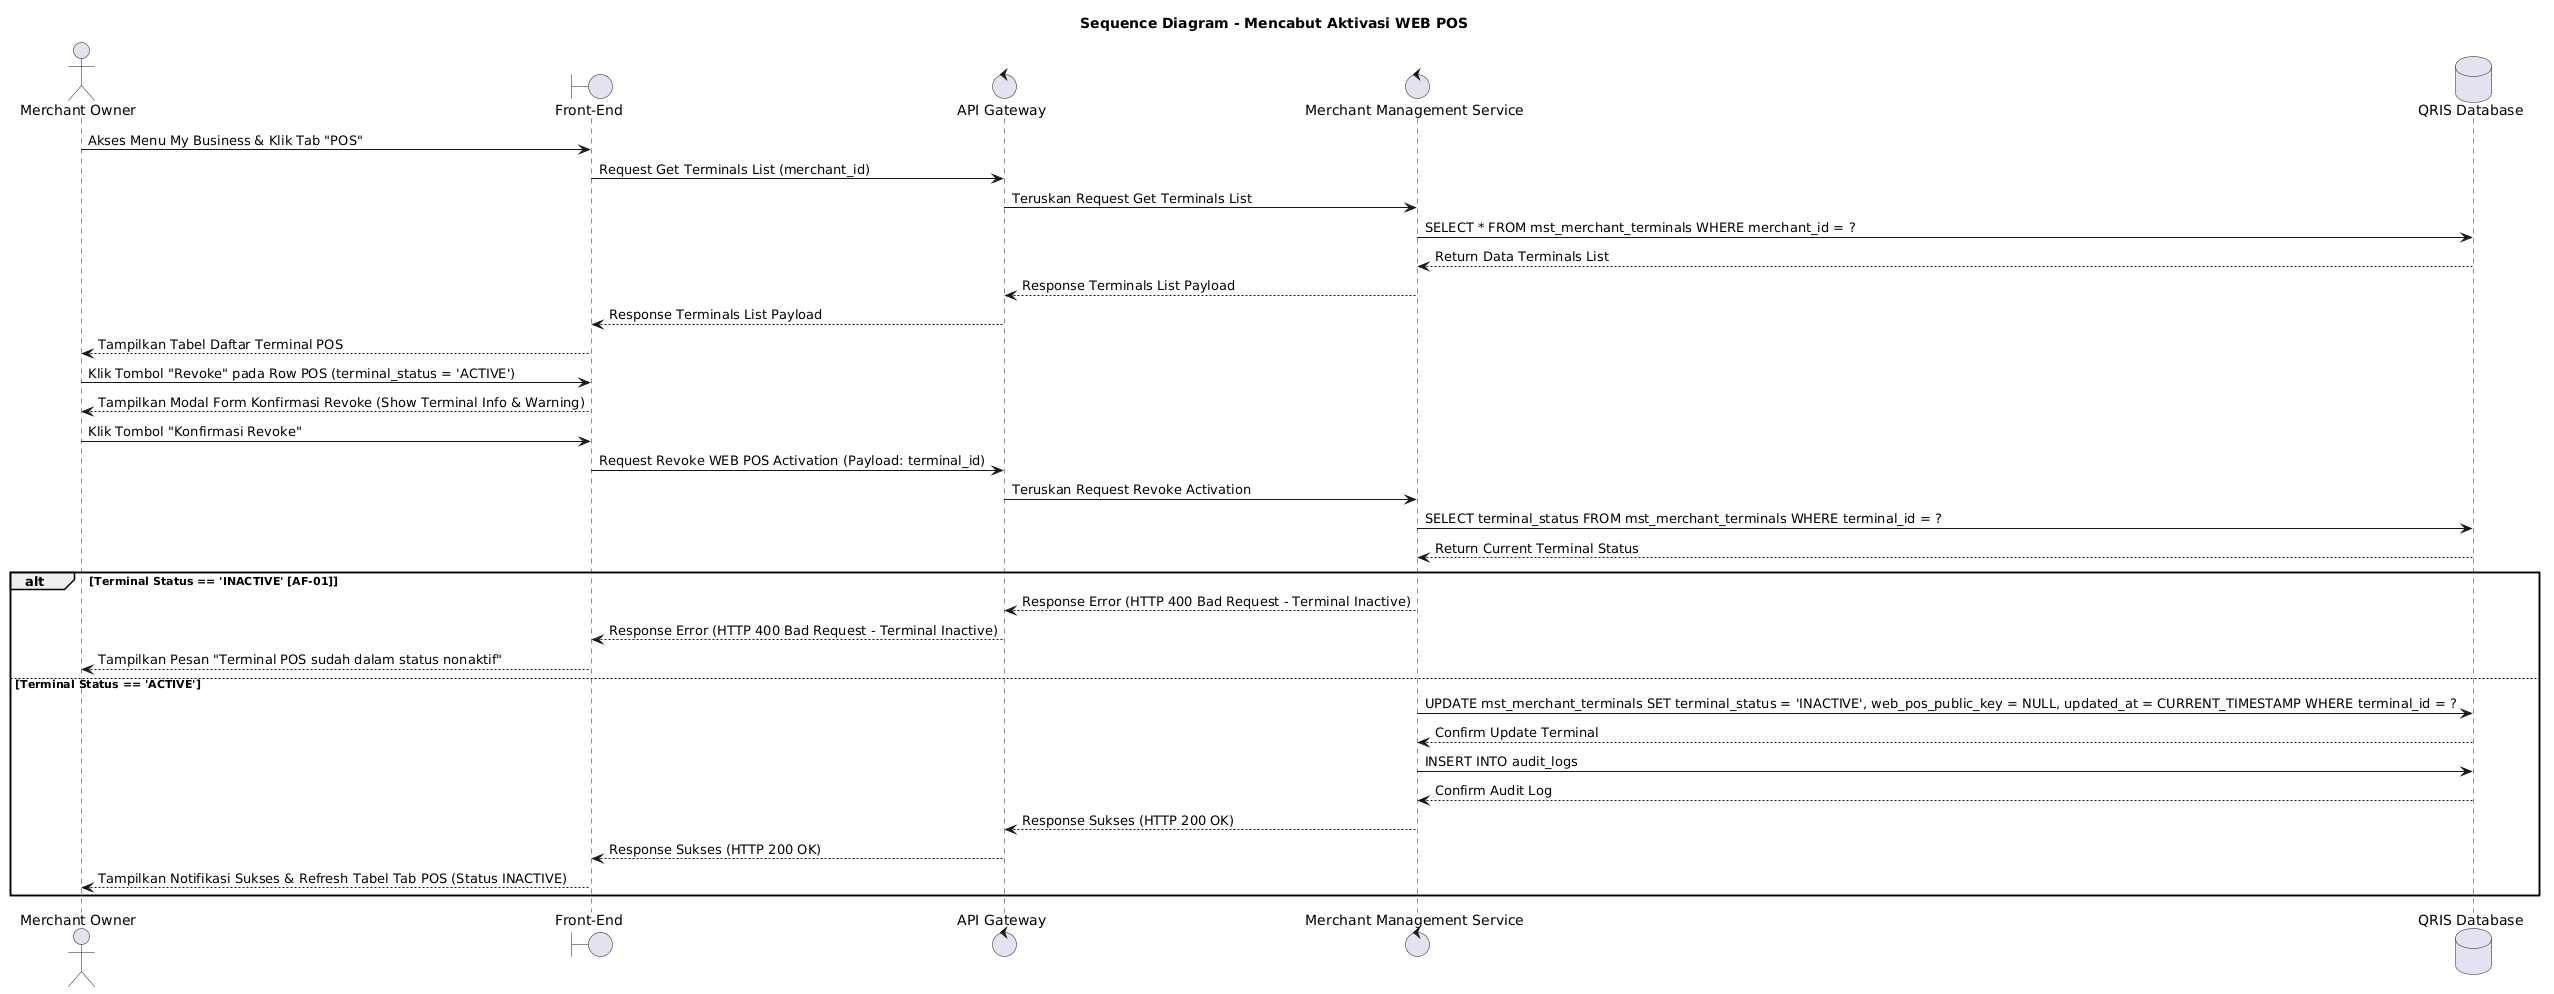 Sequence Diagram - Mencabut Aktivasi WEB POS
Merchant Owner
Front-End
API Gateway
Merchant Management Service
QRIS Database
Akses Menu My Business & Klik Tab "POS"
Request Get Terminals List (merchant_id)
Teruskan Request Get Terminals List
SELECT * FROM mst_merchant_terminals WHERE merchant_id = ?
Return Data Terminals List
Response Terminals List Payload
Response Terminals List Payload
Tampilkan Tabel Daftar Terminal POS
Klik Tombol "Revoke" pada Row POS (terminal_status = 'ACTIVE')
Tampilkan Modal Form Konfirmasi Revoke (Show Terminal Info & Warning)
Klik Tombol "Konfirmasi Revoke"
Request Revoke WEB POS Activation (Payload: terminal_id)
Teruskan Request Revoke Activation
SELECT terminal_status FROM mst_merchant_terminals WHERE terminal_id = ?
Return Current Terminal Status
alt [Terminal Status == 'INACTIVE' [AF-01]]
Response Error (HTTP 400 Bad Request - Terminal Inactive)
Response Error (HTTP 400 Bad Request - Terminal Inactive)
Tampilkan Pesan "Terminal POS sudah dalam status nonaktif"
[Terminal Status == 'ACTIVE']
UPDATE mst_merchant_terminals SET terminal_status = 'INACTIVE', web_pos_public_key = NULL, updated_at = CURRENT_TIMESTAMP WHERE terminal_id = ?
Confirm Update Terminal
INSERT INTO audit_logs
Confirm Audit Log
Response Sukses (HTTP 200 OK)
Response Sukses (HTTP 200 OK)
Tampilkan Notifikasi Sukses & Refresh Tabel Tab POS (Status INACTIVE)
Merchant Owner
Front-End
API Gateway
Merchant Management Service
QRIS Database